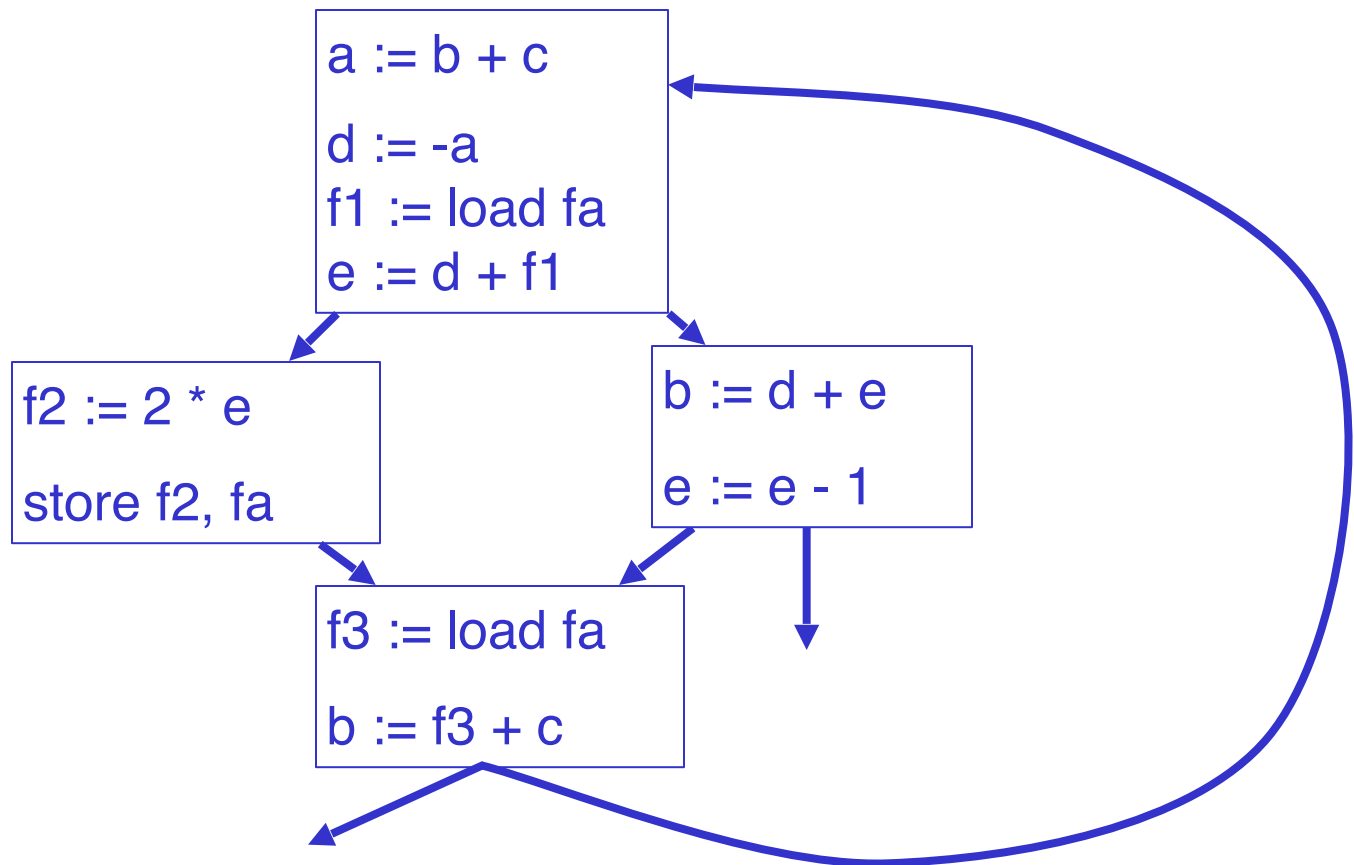 a := b + c
d := -a
f1 := load fa
e := d + f1
f2 := 2 * e
store f2, fa
b := d + e
e := e - 1
f3 := load fa
b := f3 + c